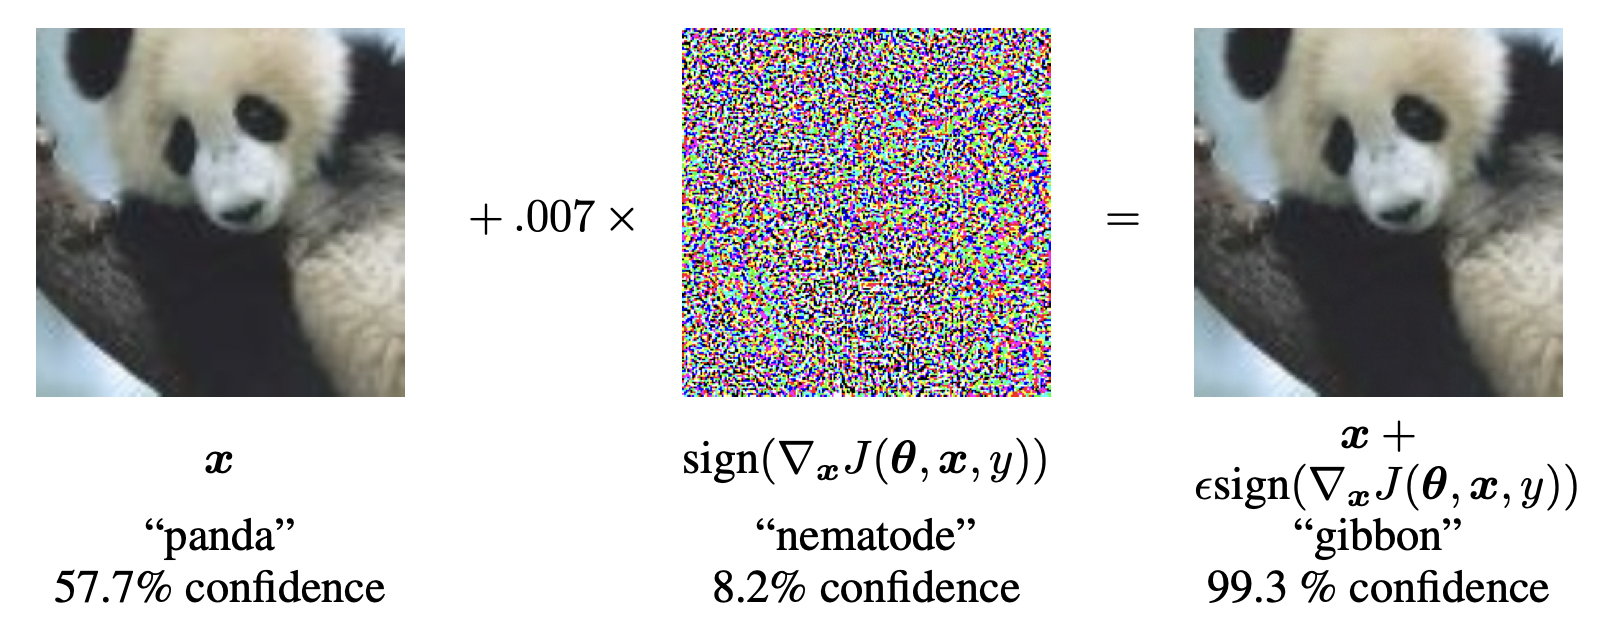 + .007 ×
=
x
sign(∇ₓJ(θ, x, y))
x +
ϵsign(∇ₓJ(θ, x, y))
“panda”
“nematode”
“gibbon”
57.7% confidence
8.2% confidence
99.3 % confidence